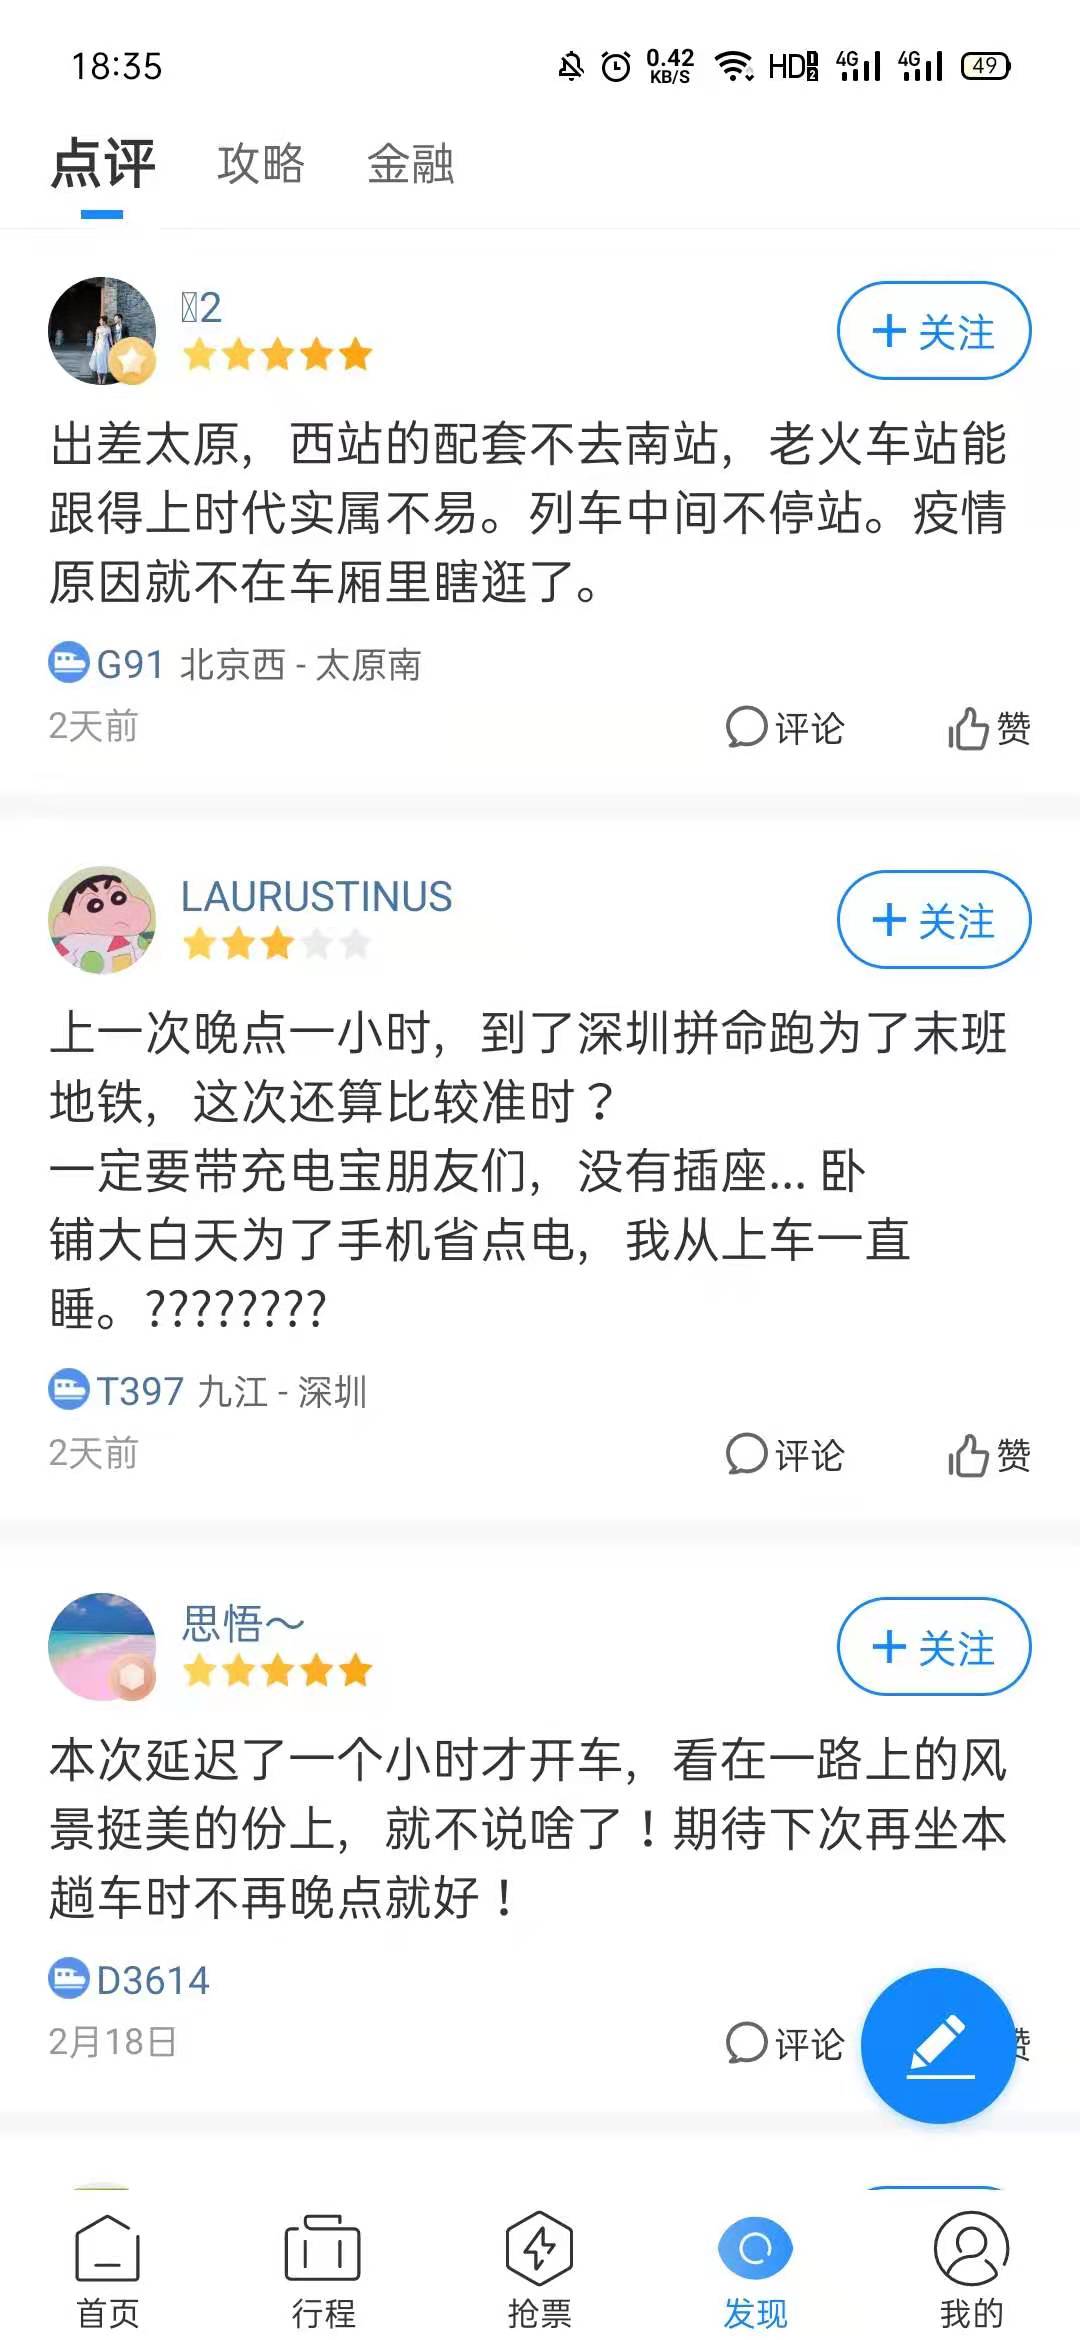 18:35
0.42
KB/S
HD
4G
4G
49
点评 攻略 金融
2
+ 关注
出差太原，西站的配套不去南站，老火车站能
跟得上时代实属不易。列车中间不停站。疫情
原因就不在车厢里瞎逛了。
G91 北京西 - 太原南
2天前
评论 赞
LAURUSTINUS
+ 关注
上一次晚点一小时，到了深圳拼命跑为了末班
地铁，这次还算比较准时？
一定要带充电宝朋友们，没有插座... 卧
铺大白天为了手机省点电，我从上车一直
睡。????????
T397 九江 - 深圳
2天前
评论 赞
思悟～
+ 关注
本次延迟了一个小时才开车，看在一路上的风
景挺美的份上，就不说啥了！期待下次再坐本
趟车时不再晚点就好！
D3614
2月18日
评论 赞
首页 行程 抢票 发现 我的